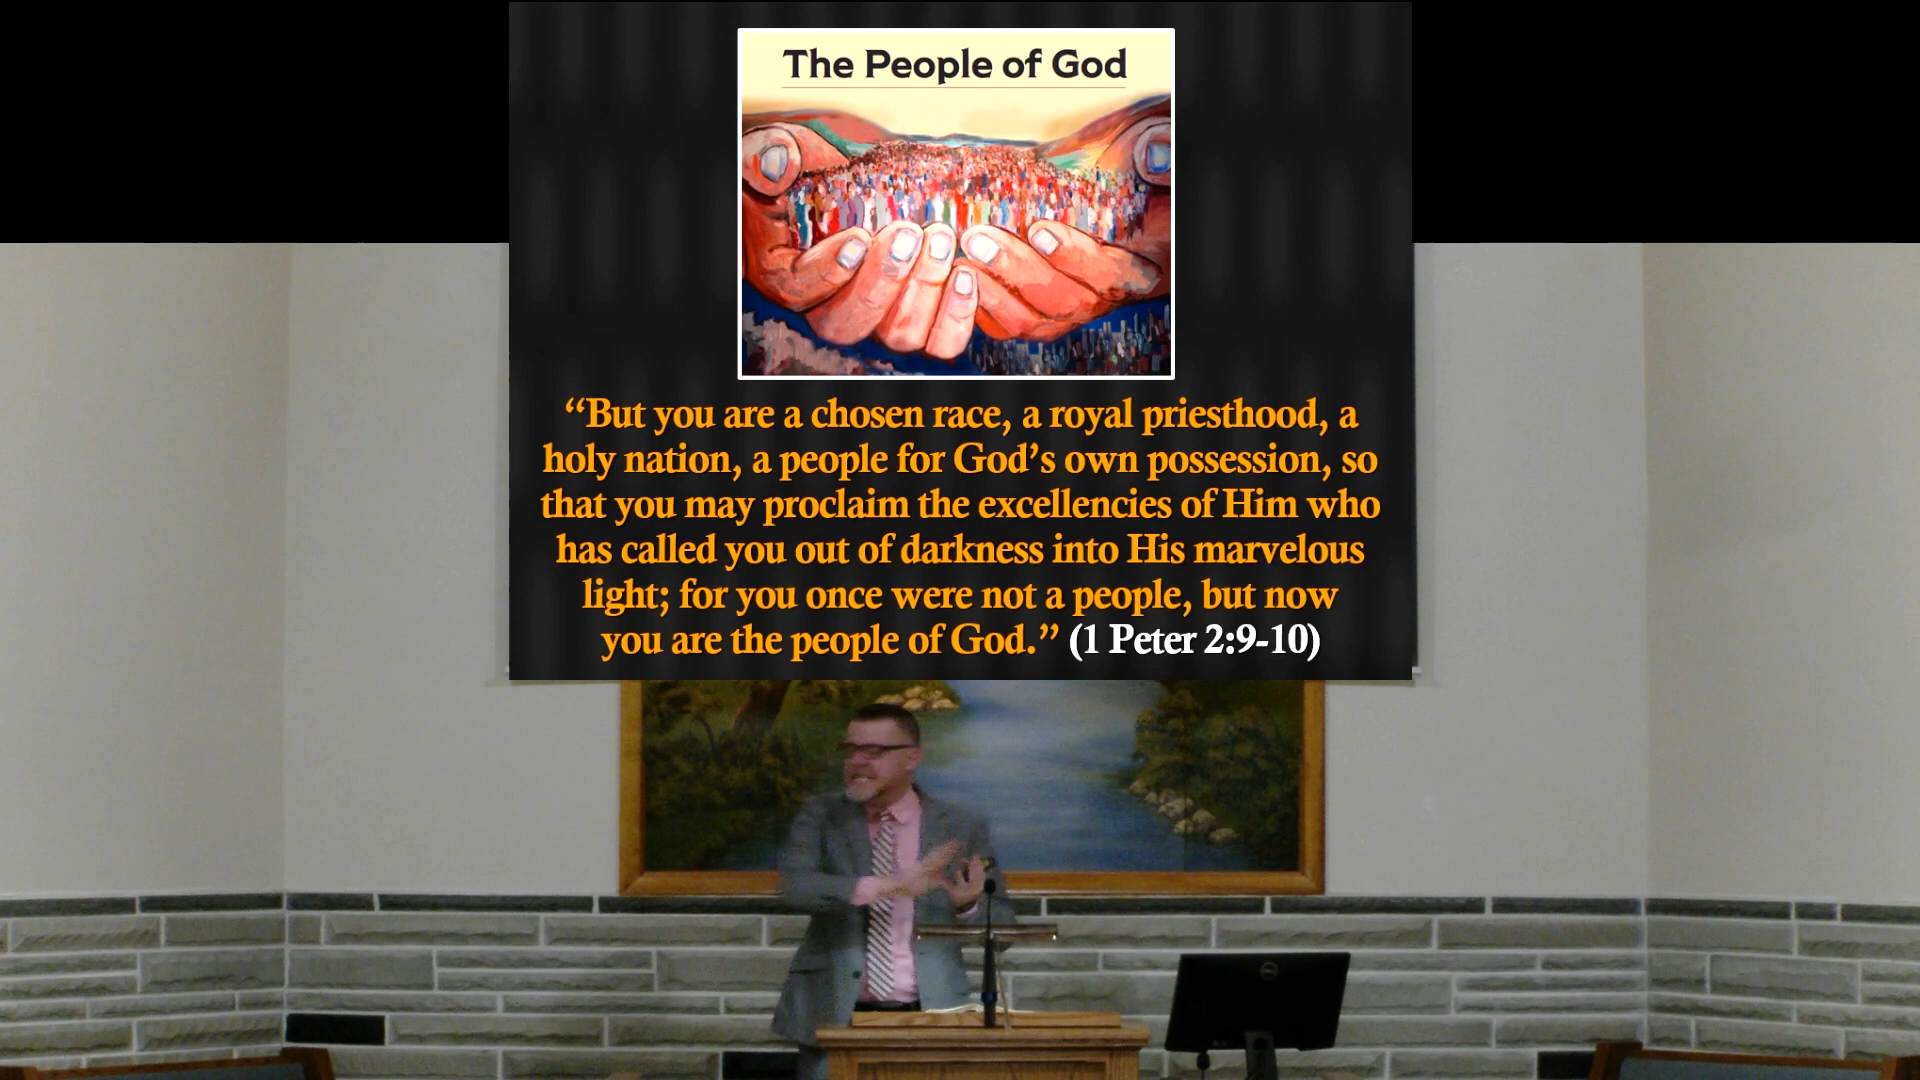 The People of God
“But you are a chosen race, a royal priesthood, a
holy nation, a people for God’s own possession, so
that you may proclaim the excellencies of Him who
has called you out of darkness into His marvelous
light; for you once were not a people, but now
you are the people of God.” (1 Peter 2:9-10)
DELL